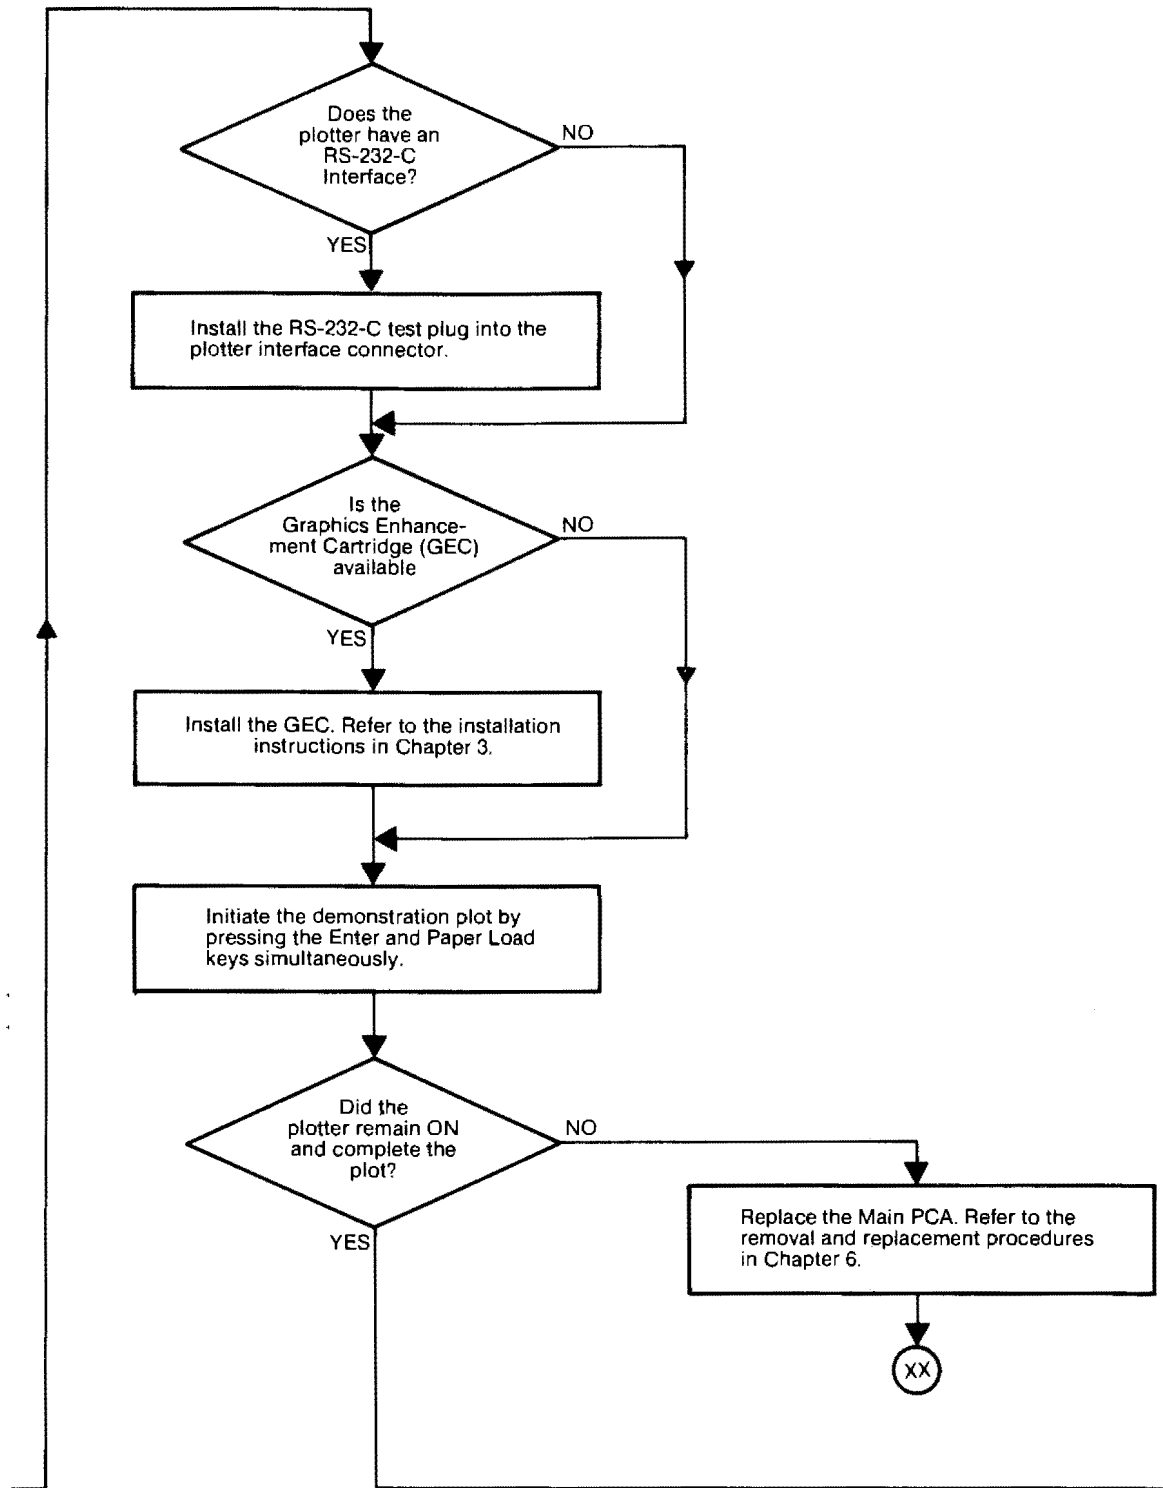 Does the
plotter have an
RS-232-C
Interface?
NO
YES
Install the RS-232-C test plug into the
plotter interface connector.
Is the
Graphics Enhance-
ment Cartridge (GEC)
available
NO
YES
Install the GEC. Refer to the installation
instructions in Chapter 3.
Initiate the demonstration plot by
pressing the Enter and Paper Load
keys simultaneously.
Did the
plotter remain ON
and complete the
plot?
NO
YES
Replace the Main PCA. Refer to the
removal and replacement procedures
in Chapter 6.
XX